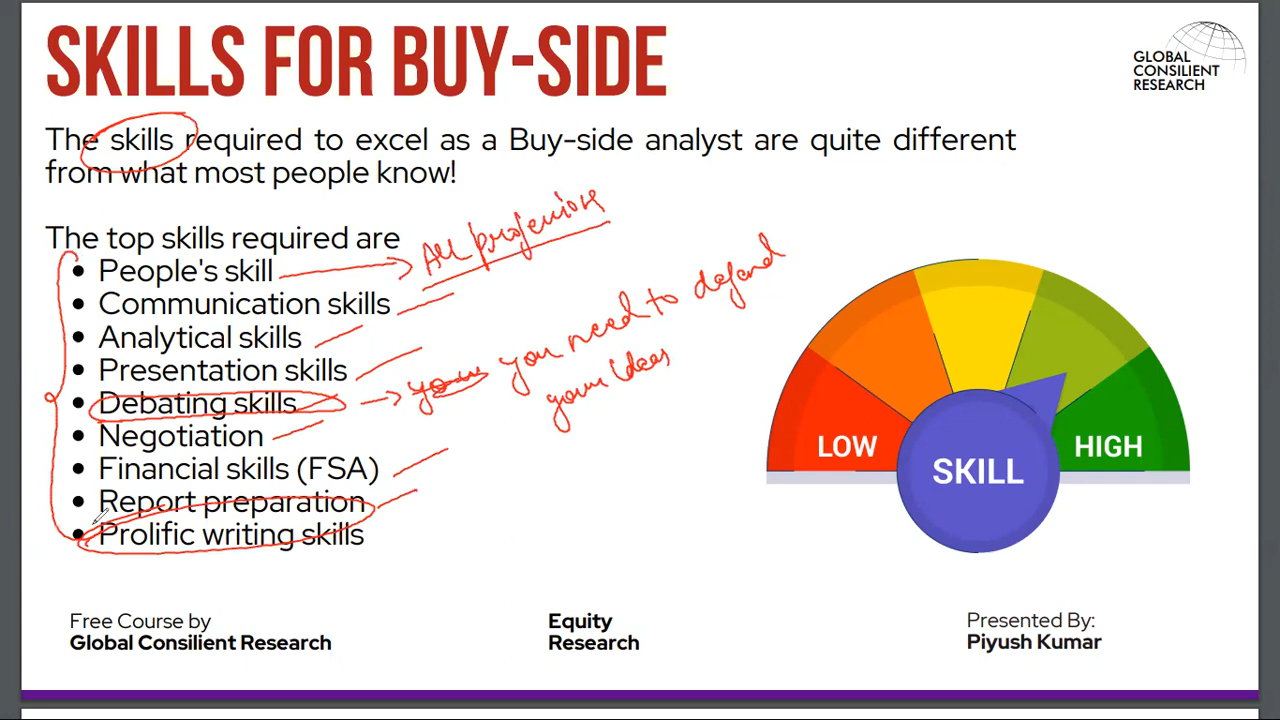 SKILLS FOR BUY-SIDE
GLOBAL
CONSILIENT
RESEARCH
The skills required to excel as a Buy-side analyst are quite different
from what most people know!
The top skills required are
• People's skill
All professions
• Communication skills
• Analytical skills
• Presentation skills
• Debating skills
you need to defend
your ideas
• Negotiation
• Financial skills (FSA)
• Report preparation
• Prolific writing skills
LOW
SKILL
HIGH
Free Course by
Global Consilient Research
Equity
Research
Presented By:
Piyush Kumar